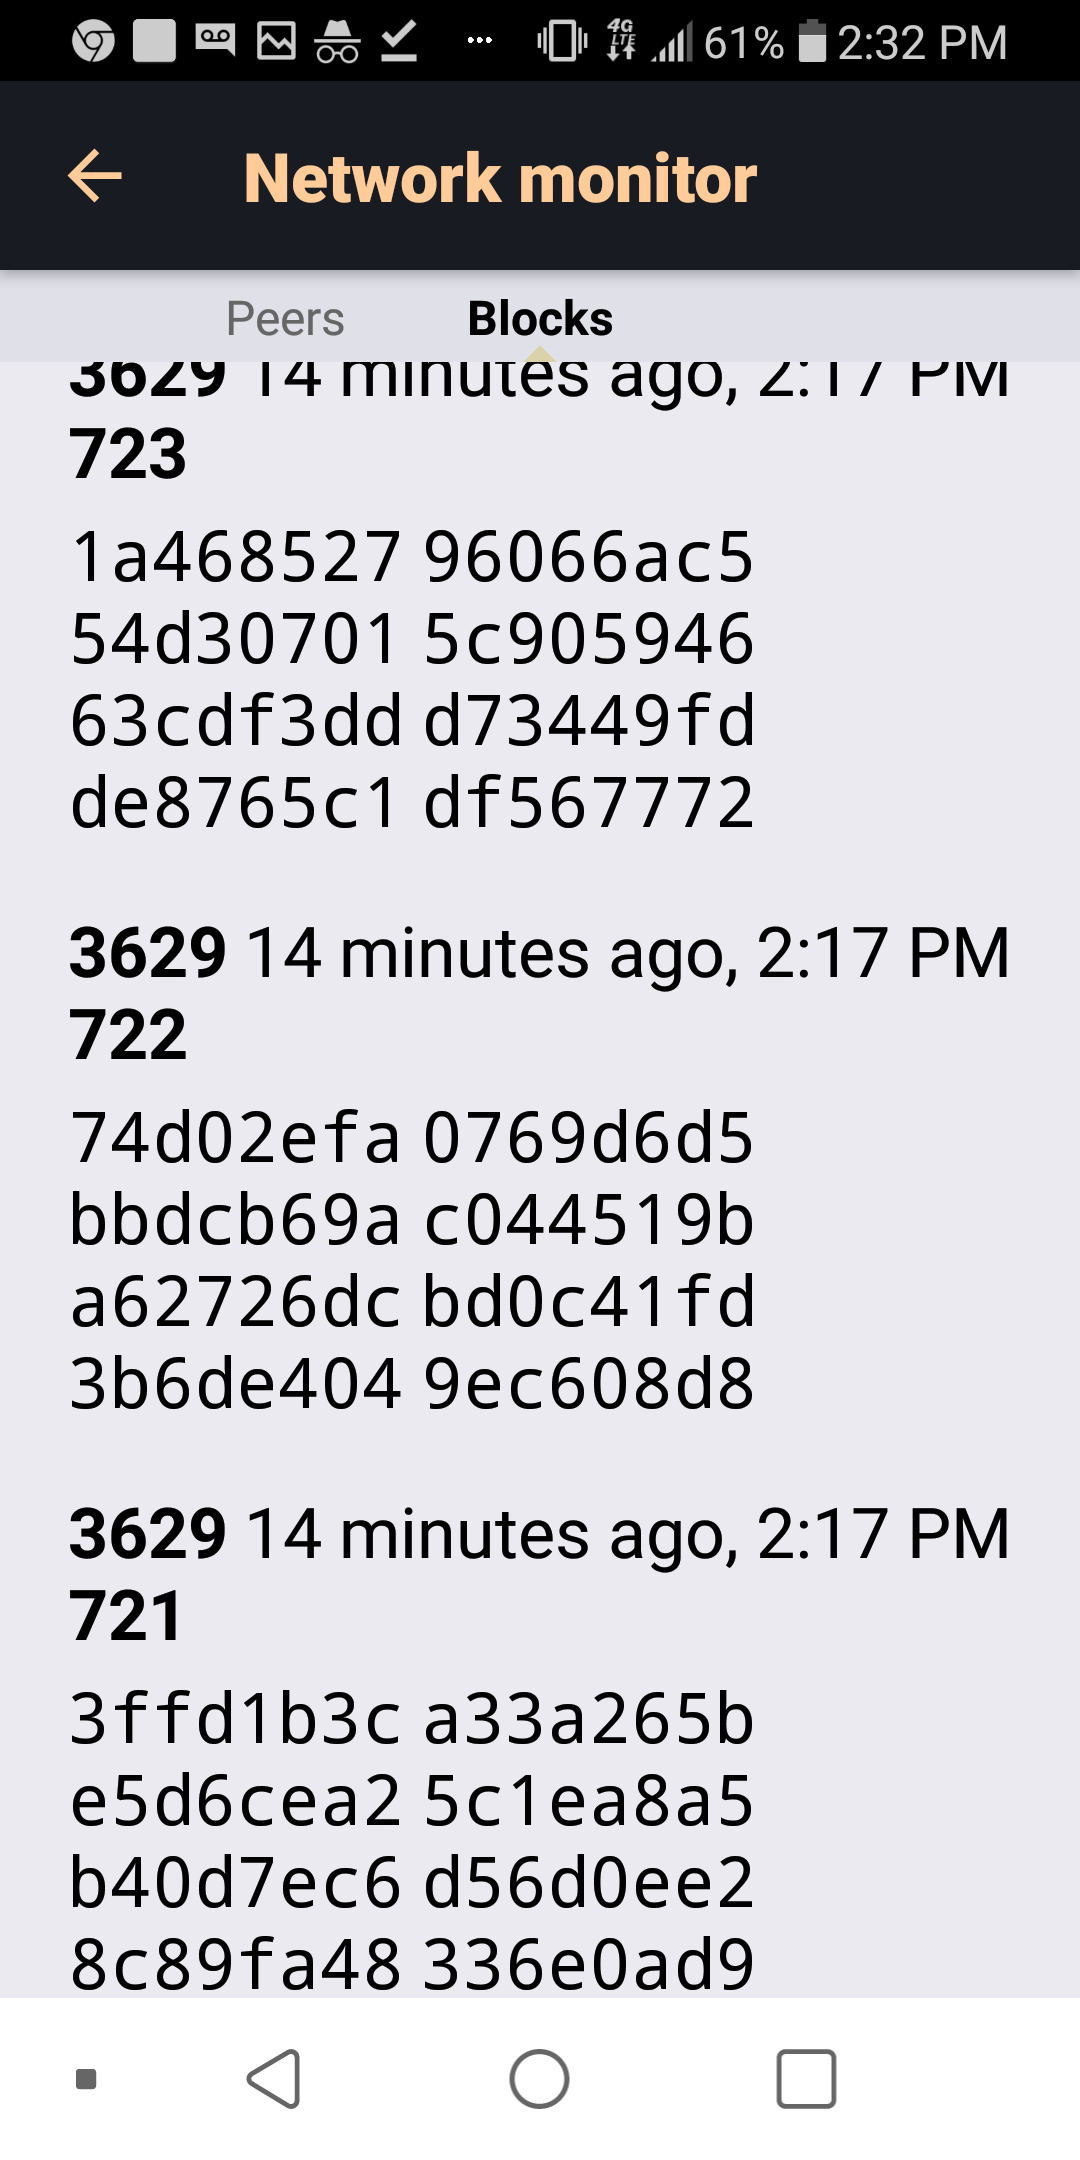 4G
LTE
61% 2:32 PM
Network monitor
Peers Blocks
3629 14 minutes ago, 2:17 PM
723
1a468527 96066ac5
54d30701 5c905946
63cdf3dd d73449fd
de8765c1 df567772
3629 14 minutes ago, 2:17 PM
722
74d02efa 0769d6d5
bbdcb69a c044519b
a62726dc bd0c41fd
3b6de404 9ec608d8
3629 14 minutes ago, 2:17 PM
721
3ffd1b3c a33a265b
e5d6cea2 5c1ea8a5
b40d7ec6 d56d0ee2
8c89fa48 336e0ad9